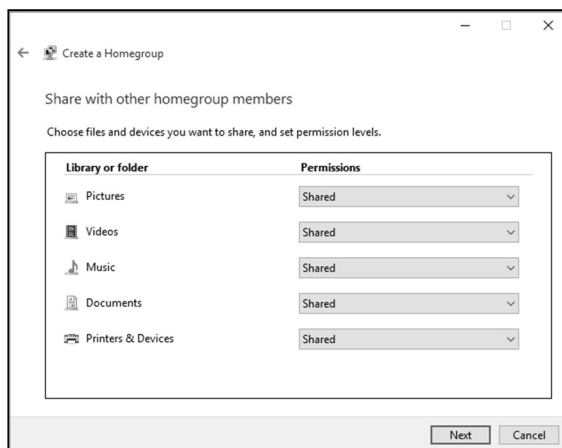 Create a Homegroup
Share with other homegroup members
Choose files and devices you want to share, and set permission levels.
Library or folder Permissions
Pictures Shared
Videos Shared
Music Shared
Documents Shared
Printers & Devices Shared
Next Cancel